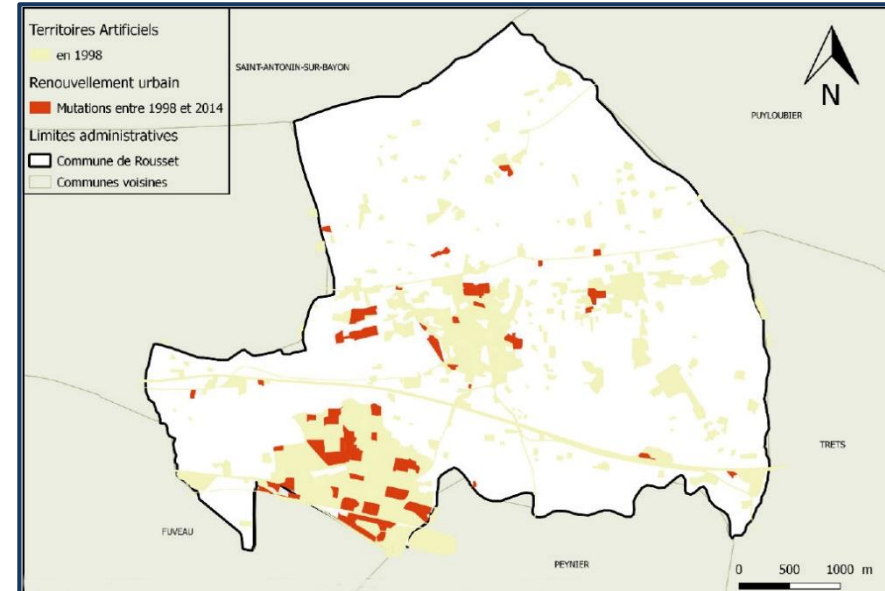 Territoires Artificiels
en 1998
Renouvellement urbain
Mutations entre 1998 et 2014
Limites administratives
Commune de Rousset
Communes voisines
SAINT-ANTONIN-SUR-BAYON
N
PUYLOUBIER
TRETS
FUVEAU
PEYNIER
0 500 1000 m